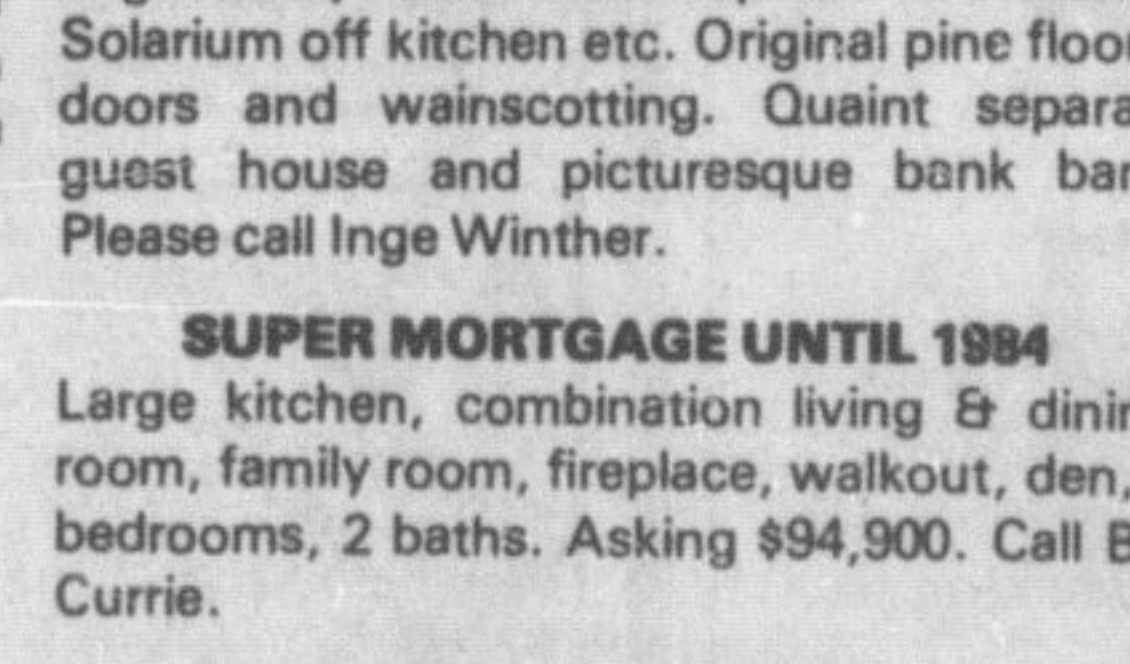 Solarium off kitchen etc. Original pine floor
doors and wainscotting. Quaint separa
guest house and picturesque bank bar
Please call Inge Winther.
SUPER MORTGAGE UNTIL 1984
Large kitchen, combination living & dinin
room, family room, fireplace, walkout, den,
bedrooms, 2 baths. Asking $94,900. Call B
Currie.